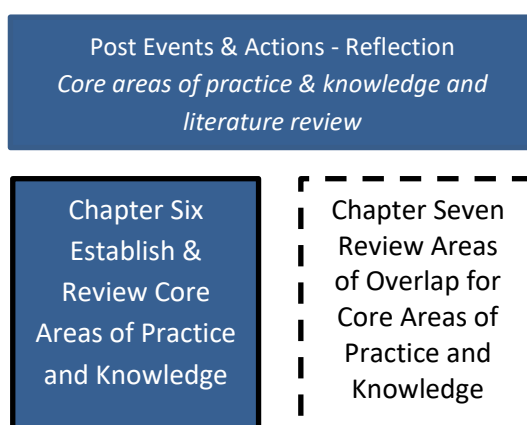 Post Events & Actions - Reflection
Core areas of practice & knowledge and
literature review
Chapter Six
Establish &
Review Core
Areas of Practice
and Knowledge
Chapter Seven
Review Areas
of Overlap for
Core Areas of
Practice and
Knowledge